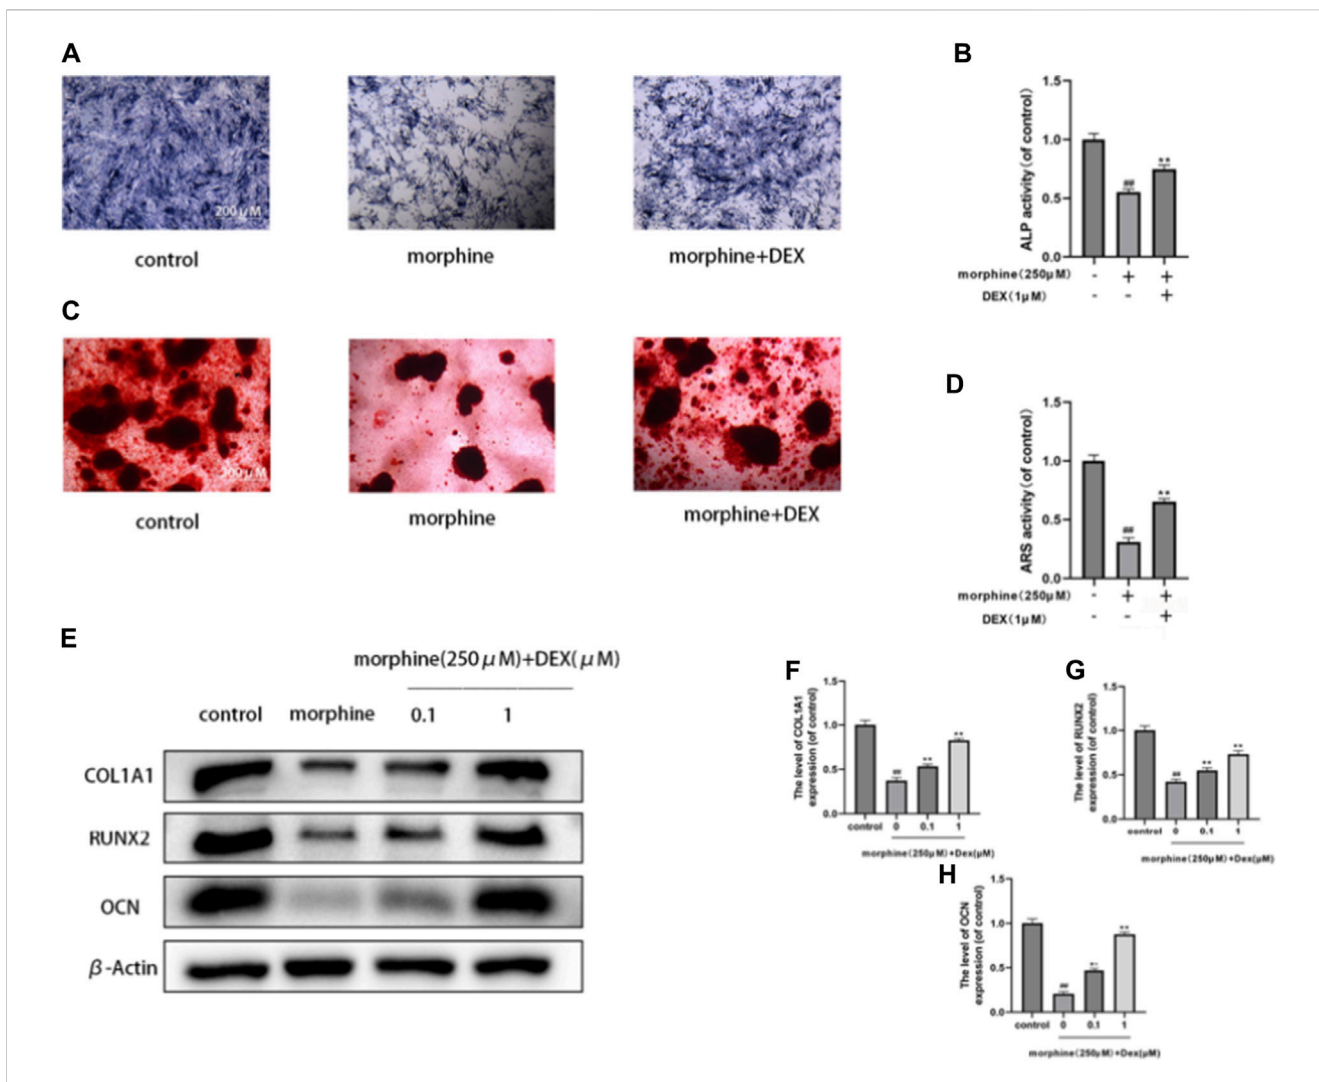 A
200 μM
control
morphine
morphine+DEX
B
ALP activity(of control)
1.5
1.0
0.5
0.0
##
**
morphine(250μM) - + +
DEX(1μM) - - +
C
control
morphine
morphine+DEX
D
ARS activity(of control)
1.5
1.0
0.5
0.0
##
**
morphine(250μM) - + +
DEX(1μM) - - +
E
morphine(250μM)+DEX(μM)
control morphine 0.1 1
COL1A1
RUNX2
OCN
β-Actin
F
The level of COL1A1
expression (of control)
1.5
1.0
0.5
0.0
##
**
**
control 0 0.1 1
morphine(250μM)+Dex(μM)
G
The level of RUNX2
expression (of control)
1.5
1.0
0.5
0.0
##
**
**
control 0 0.1 1
morphine(250μM)+Dex(μM)
H
The level of OCN
expression (of control)
1.5
1.0
0.5
0.0
##
**
**
control 0 0.1 1
morphine(250μM)+Dex(μM)